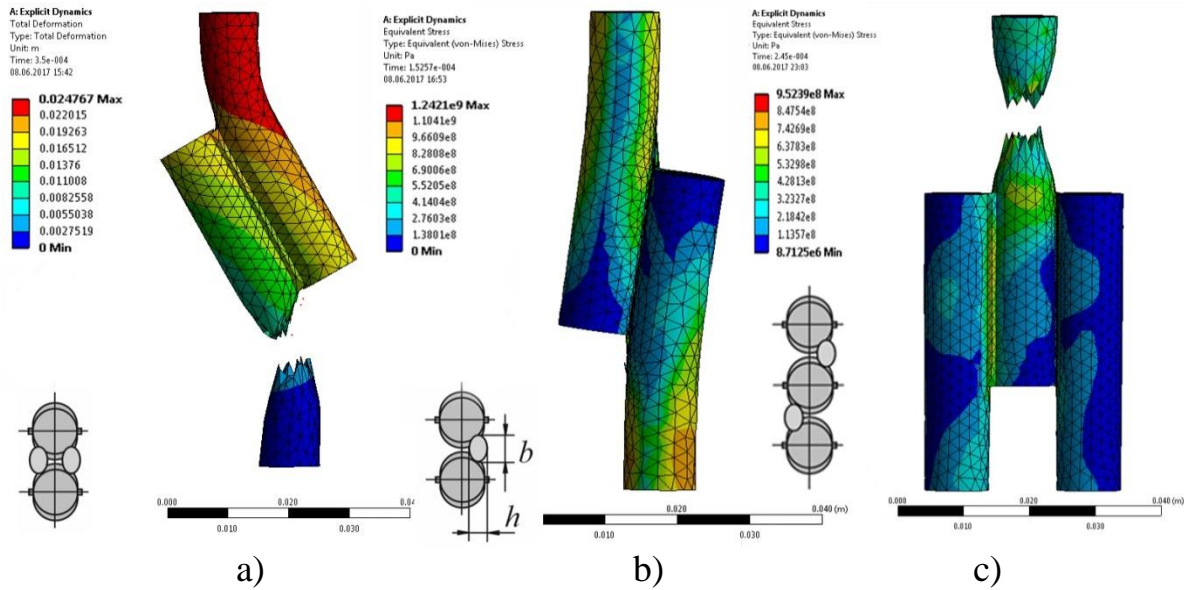 A: Explicit Dynamics
Total Deformation
Type: Total Deformation
Unit: m
Time: 3.5e-004
08.06.2017 15:42
0.024767 Max
0.022015
0.019263
0.016512
0.01376
0.011008
0.0082558
0.0055038
0.0027519
0 Min
0.000
0.020
0.04
0.010
0.030
a)
A: Explicit Dynamics
Equivalent Stress
Type: Equivalent (von-Mises) Stress
Unit: Pa
Time: 1.5257e-004
08.06.2017 16:53
1.2421e9 Max
1.1041e9
9.6609e8
8.2808e8
6.9006e8
5.5205e8
4.1404e8
2.7603e8
1.3801e8
0 Min
b
h
0.020
0.040 (m)
0.010
0.030
b)
A: Explicit Dynamics
Equivalent Stress
Type: Equivalent (von-Mises) Stress
Unit: Pa
Time: 2.45e-004
08.06.2017 23:03
9.5239e8 Max
8.4754e8
7.4269e8
6.3783e8
5.3298e8
4.2813e8
3.2327e8
2.1842e8
1.1357e8
8.7125e6 Min
0.000
0.020
0.040 (m)
0.010
0.030
c)